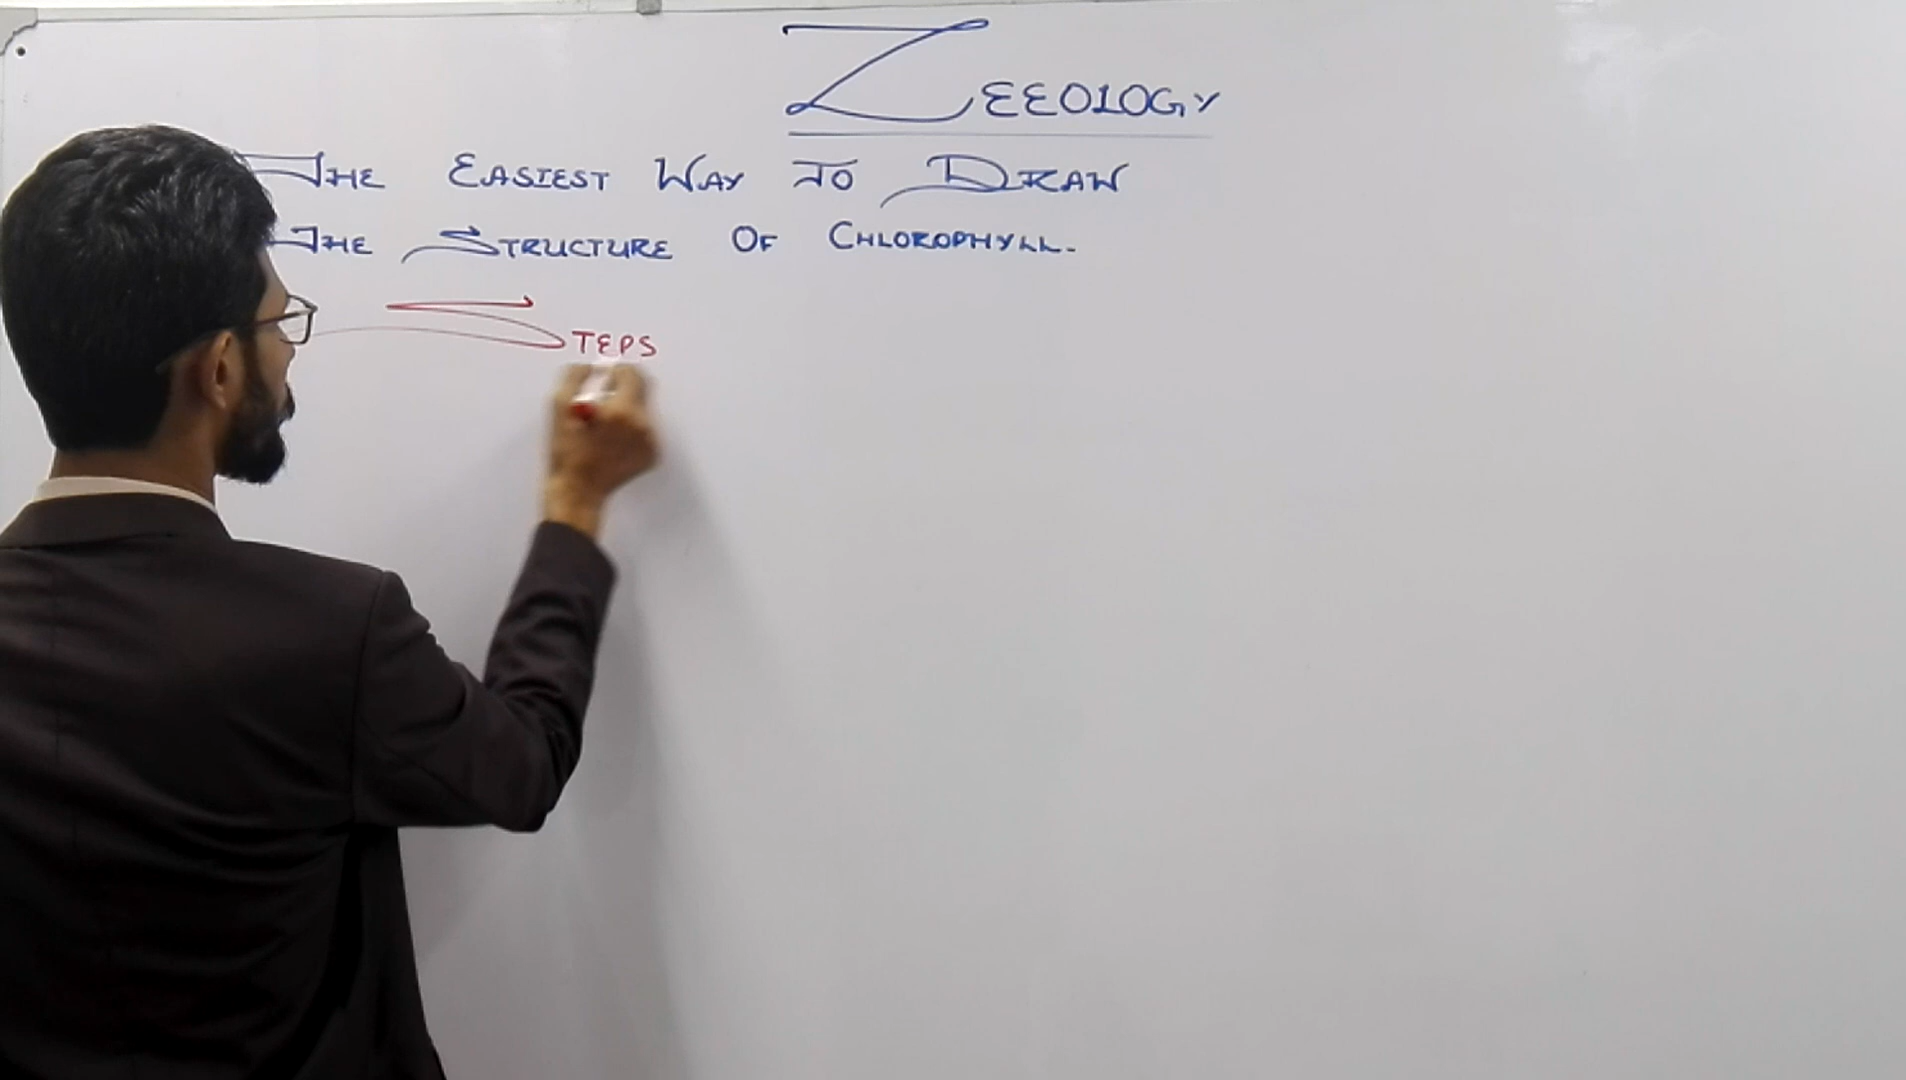 ZEEOLOGY
THE EASIEST WAY TO DRAW
THE STRUCTURE OF CHLOROPHYLL.
STEPS